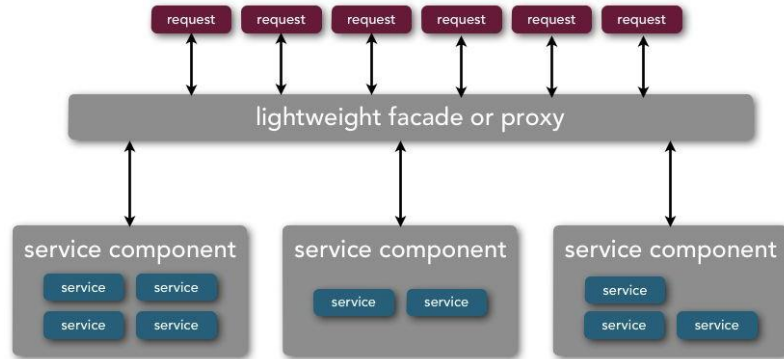 request request request request request request
lightweight facade or proxy
service component service component service component
service service
service service
service service
service
service service